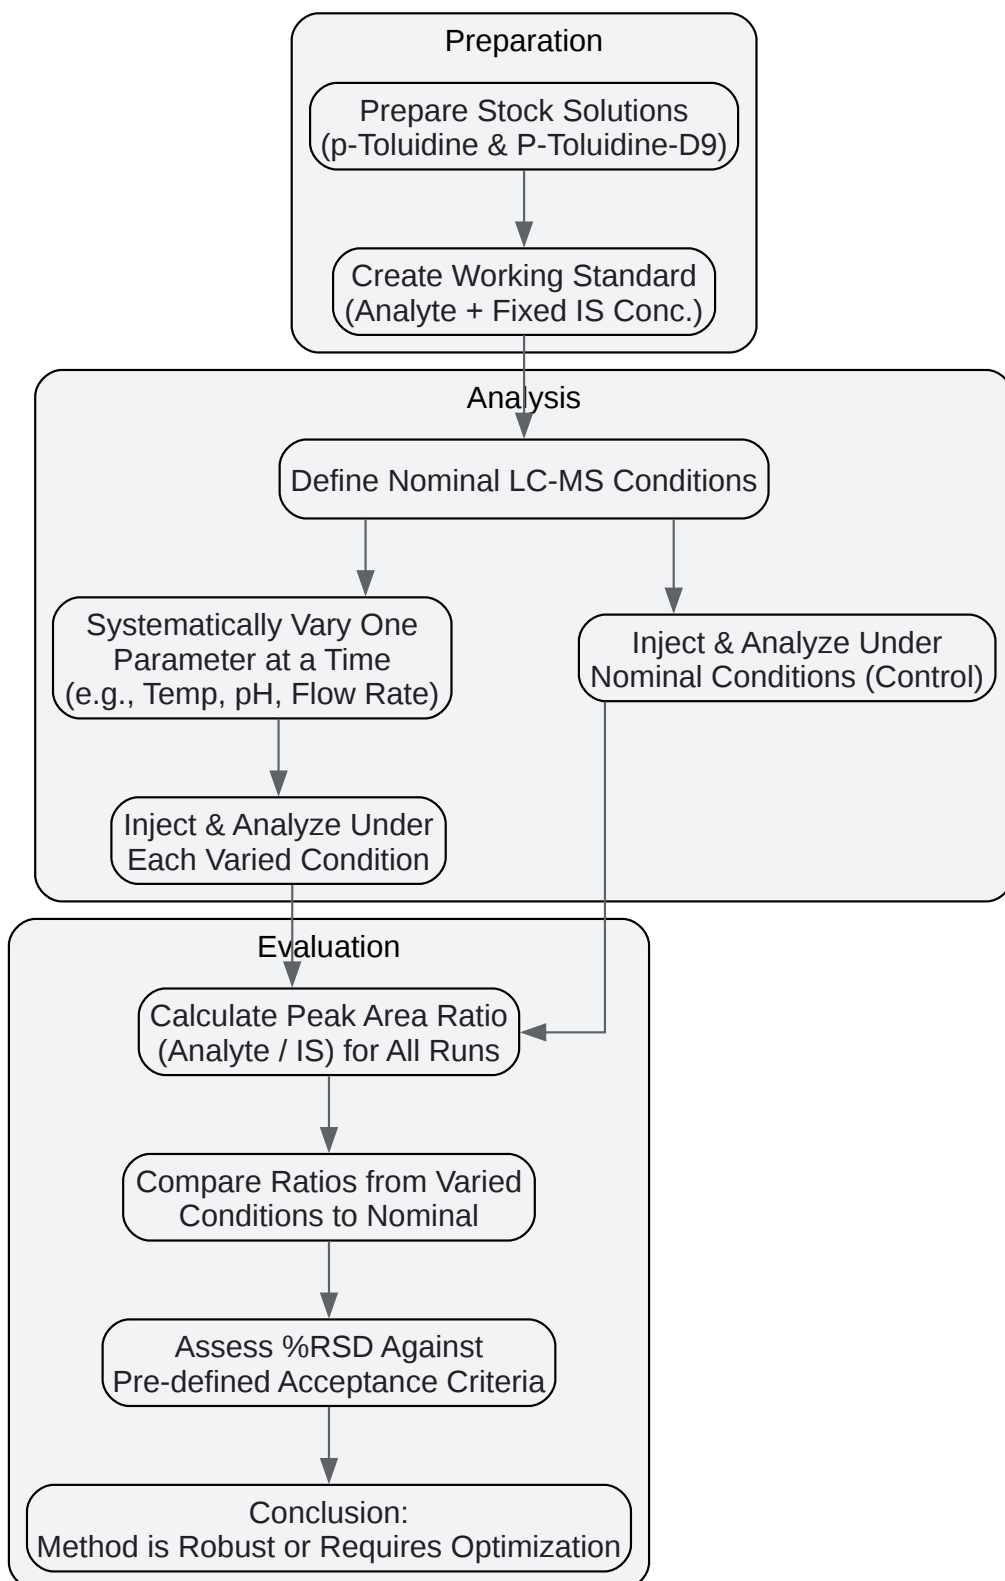 Preparation
Prepare Stock Solutions
(p-Toluidine & P-Toluidine-D9)
Create Working Standard
(Analyte + Fixed IS Conc.)
Analysis
Define Nominal LC-MS Conditions
Systematically Vary One
Parameter at a Time
(e.g., Temp, pH, Flow Rate)
Inject & Analyze Under
Nominal Conditions (Control)
Inject & Analyze Under
Each Varied Condition
Evaluation
Calculate Peak Area Ratio
(Analyte / IS) for All Runs
Compare Ratios from Varied
Conditions to Nominal
Assess %RSD Against
Pre-defined Acceptance Criteria
Conclusion:
Method is Robust or Requires Optimization